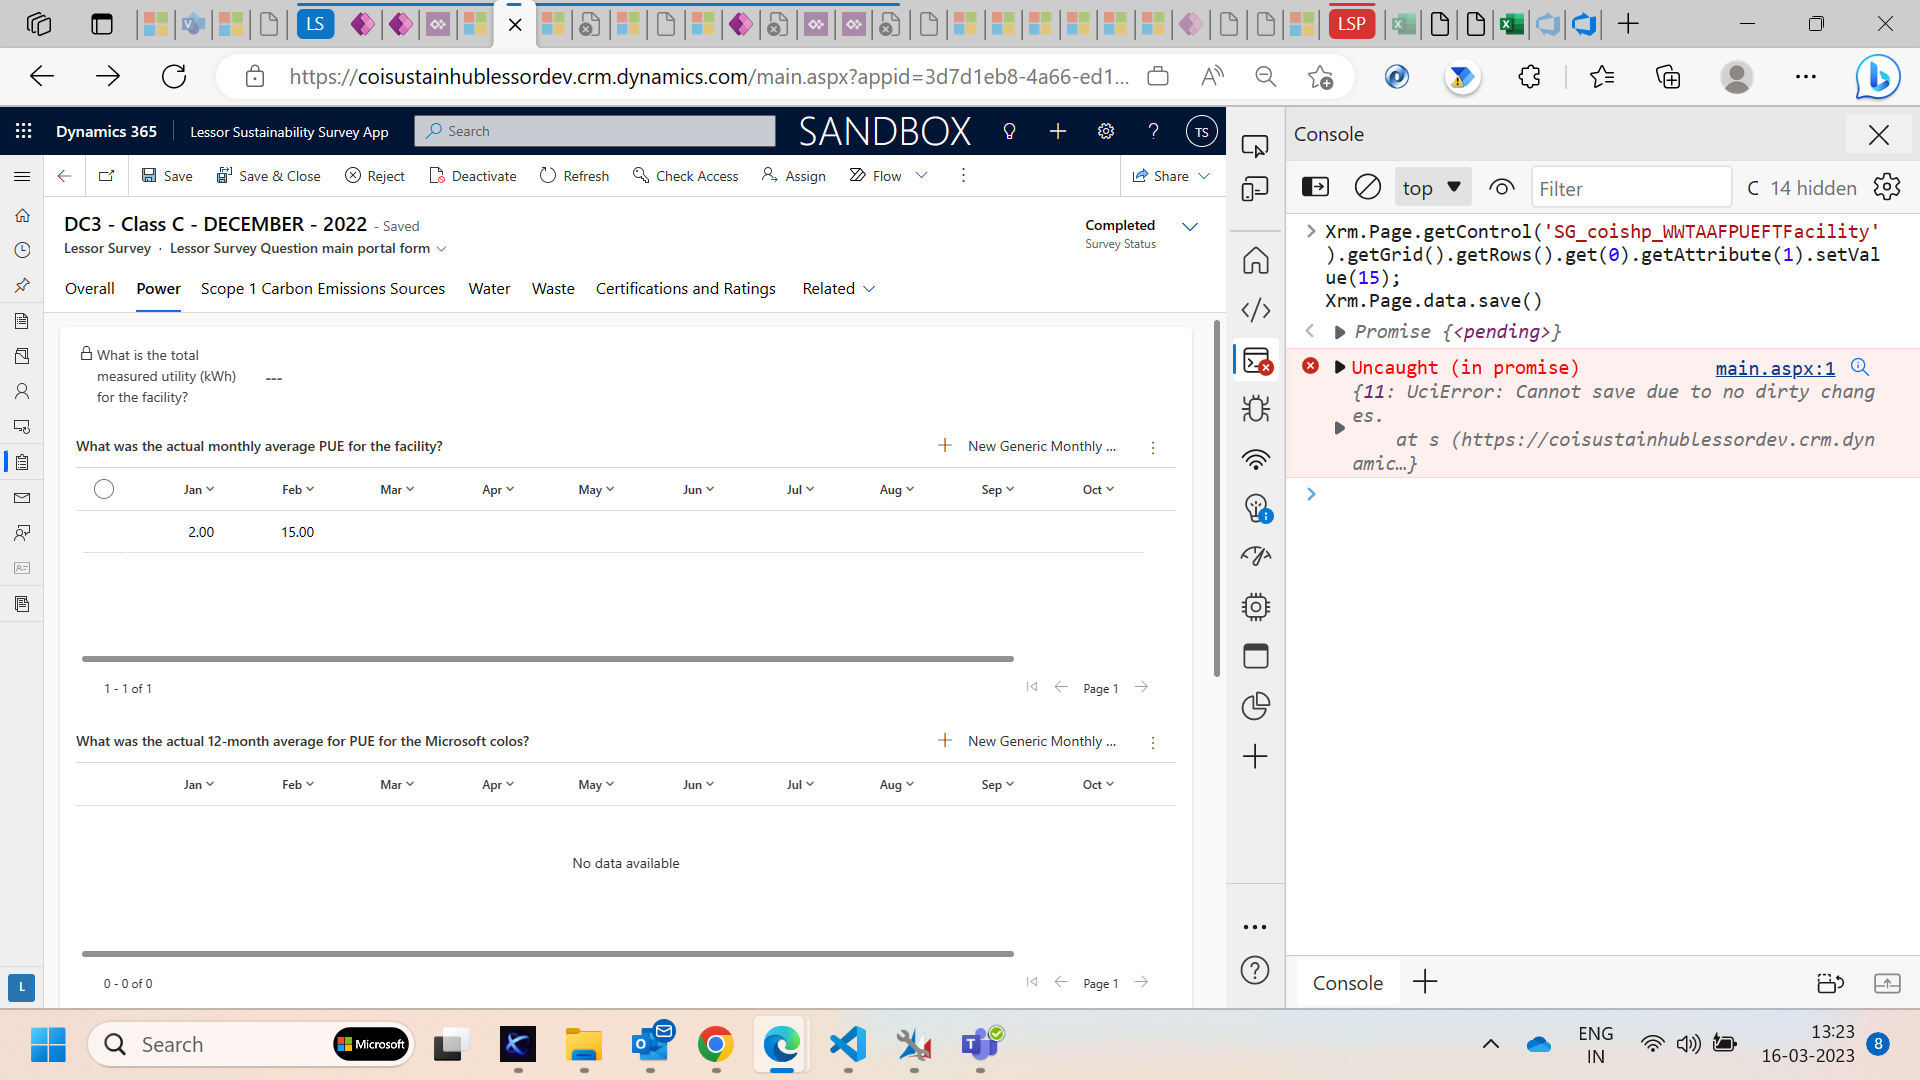 LS
LSP
https://coisustainhublessordev.crm.dynamics.com/main.aspx?appid=3d7d1eb8-4a66-ed1...
Dynamics 365
Lessor Sustainability Survey App
Search
SANDBOX
TS
Save
Save & Close
Reject
Deactivate
Refresh
Check Access
Assign
Flow
Share
DC3 - Class C - DECEMBER - 2022 - Saved
Lessor Survey · Lessor Survey Question main portal form
Completed
Survey Status
Overall
Power
Scope 1 Carbon Emissions Sources
Water
Waste
Certifications and Ratings
Related
What is the total
measured utility (kWh)
for the facility?
---
What was the actual monthly average PUE for the facility?
New Generic Monthly ...
Jan Feb Mar Apr May Jun Jul Aug Sep Oct
2.00 15.00
1 - 1 of 1
Page 1
What was the actual 12-month average for PUE for the Microsoft colos?
New Generic Monthly ...
Jan Feb Mar Apr May Jun Jul Aug Sep Oct
No data available
0 - 0 of 0
Page 1
L
Console
top
Filter
14 hidden
Xrm.Page.getControl('SG_coishp_WWTAAFPUEFTFacility'
).getGrid().getRows().get(0).getAttribute(1).setVal
ue(15);
Xrm.Page.data.save()
Promise {<pending>}
Uncaught (in promise) main.aspx:1
{11: UciError: Cannot save due to no dirty chang
es.
at s (https://coisustainhublessordev.crm.dyn
amic…}
Console
Search
Microsoft
ENG
IN
13:23
16-03-2023
8